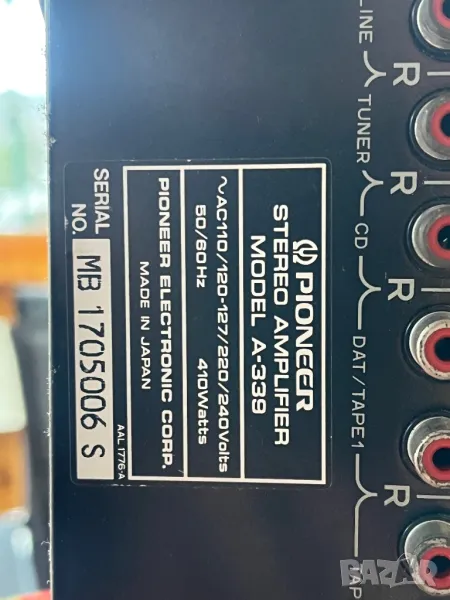 PIONEER
STEREO AMPLIFIER
MODEL A-339
～AC110/120-127/220/240Volts
50/60Hz 410Watts
PIONEER ELECTRONIC CORP.
MADE IN JAPAN
SERIAL NO. MB 1705006 S
AAL 1776-A
LINE
TUNER
CD
DAT/TAPE1
R
R
R
R
R
BAZAR